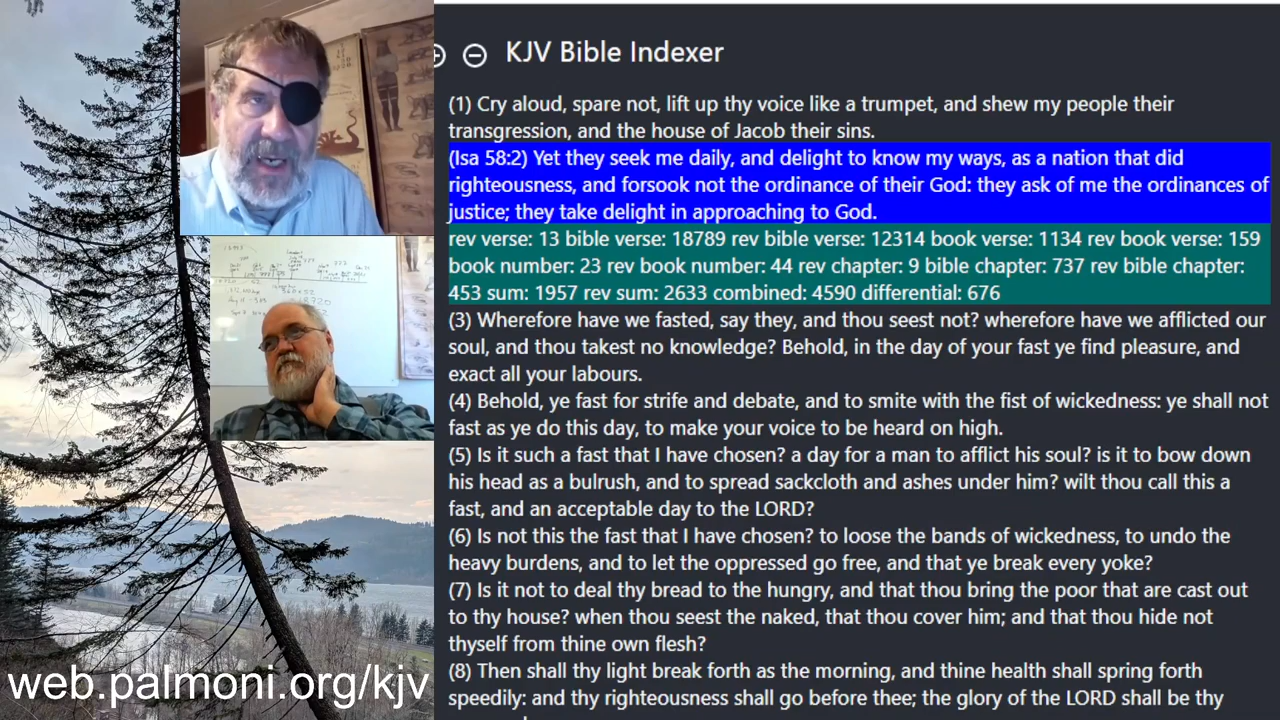 KJV Bible Indexer
(1) Cry aloud, spare not, lift up thy voice like a trumpet, and shew my people their
transgression, and the house of Jacob their sins.
(Isa 58:2) Yet they seek me daily, and delight to know my ways, as a nation that did
righteousness, and forsook not the ordinance of their God: they ask of me the ordinances of
justice; they take delight in approaching to God.
rev verse: 13 bible verse: 18789 rev bible verse: 12314 book verse: 1134 rev book verse: 159
book number: 23 rev book number: 44 rev chapter: 9 bible chapter: 737 rev bible chapter:
453 sum: 1957 rev sum: 2633 combined: 4590 differential: 676
(3) Wherefore have we fasted, say they, and thou seest not? wherefore have we afflicted our
soul, and thou takest no knowledge? Behold, in the day of your fast ye find pleasure, and
exact all your labours.
(4) Behold, ye fast for strife and debate, and to smite with the fist of wickedness: ye shall not
fast as ye do this day, to make your voice to be heard on high.
(5) Is it such a fast that I have chosen? a day for a man to afflict his soul? is it to bow down
his head as a bulrush, and to spread sackcloth and ashes under him? wilt thou call this a
fast, and an acceptable day to the LORD?
(6) Is not this the fast that I have chosen? to loose the bands of wickedness, to undo the
heavy burdens, and to let the oppressed go free, and that ye break every yoke?
(7) Is it not to deal thy bread to the hungry, and that thou bring the poor that are cast out
to thy house? when thou seest the naked, that thou cover him; and that thou hide not
thyself from thine own flesh?
(8) Then shall thy light break forth as the morning, and thine health shall spring forth
speedily: and thy righteousness shall go before thee; the glory of the LORD shall be thy
web.palmoni.org/kjv